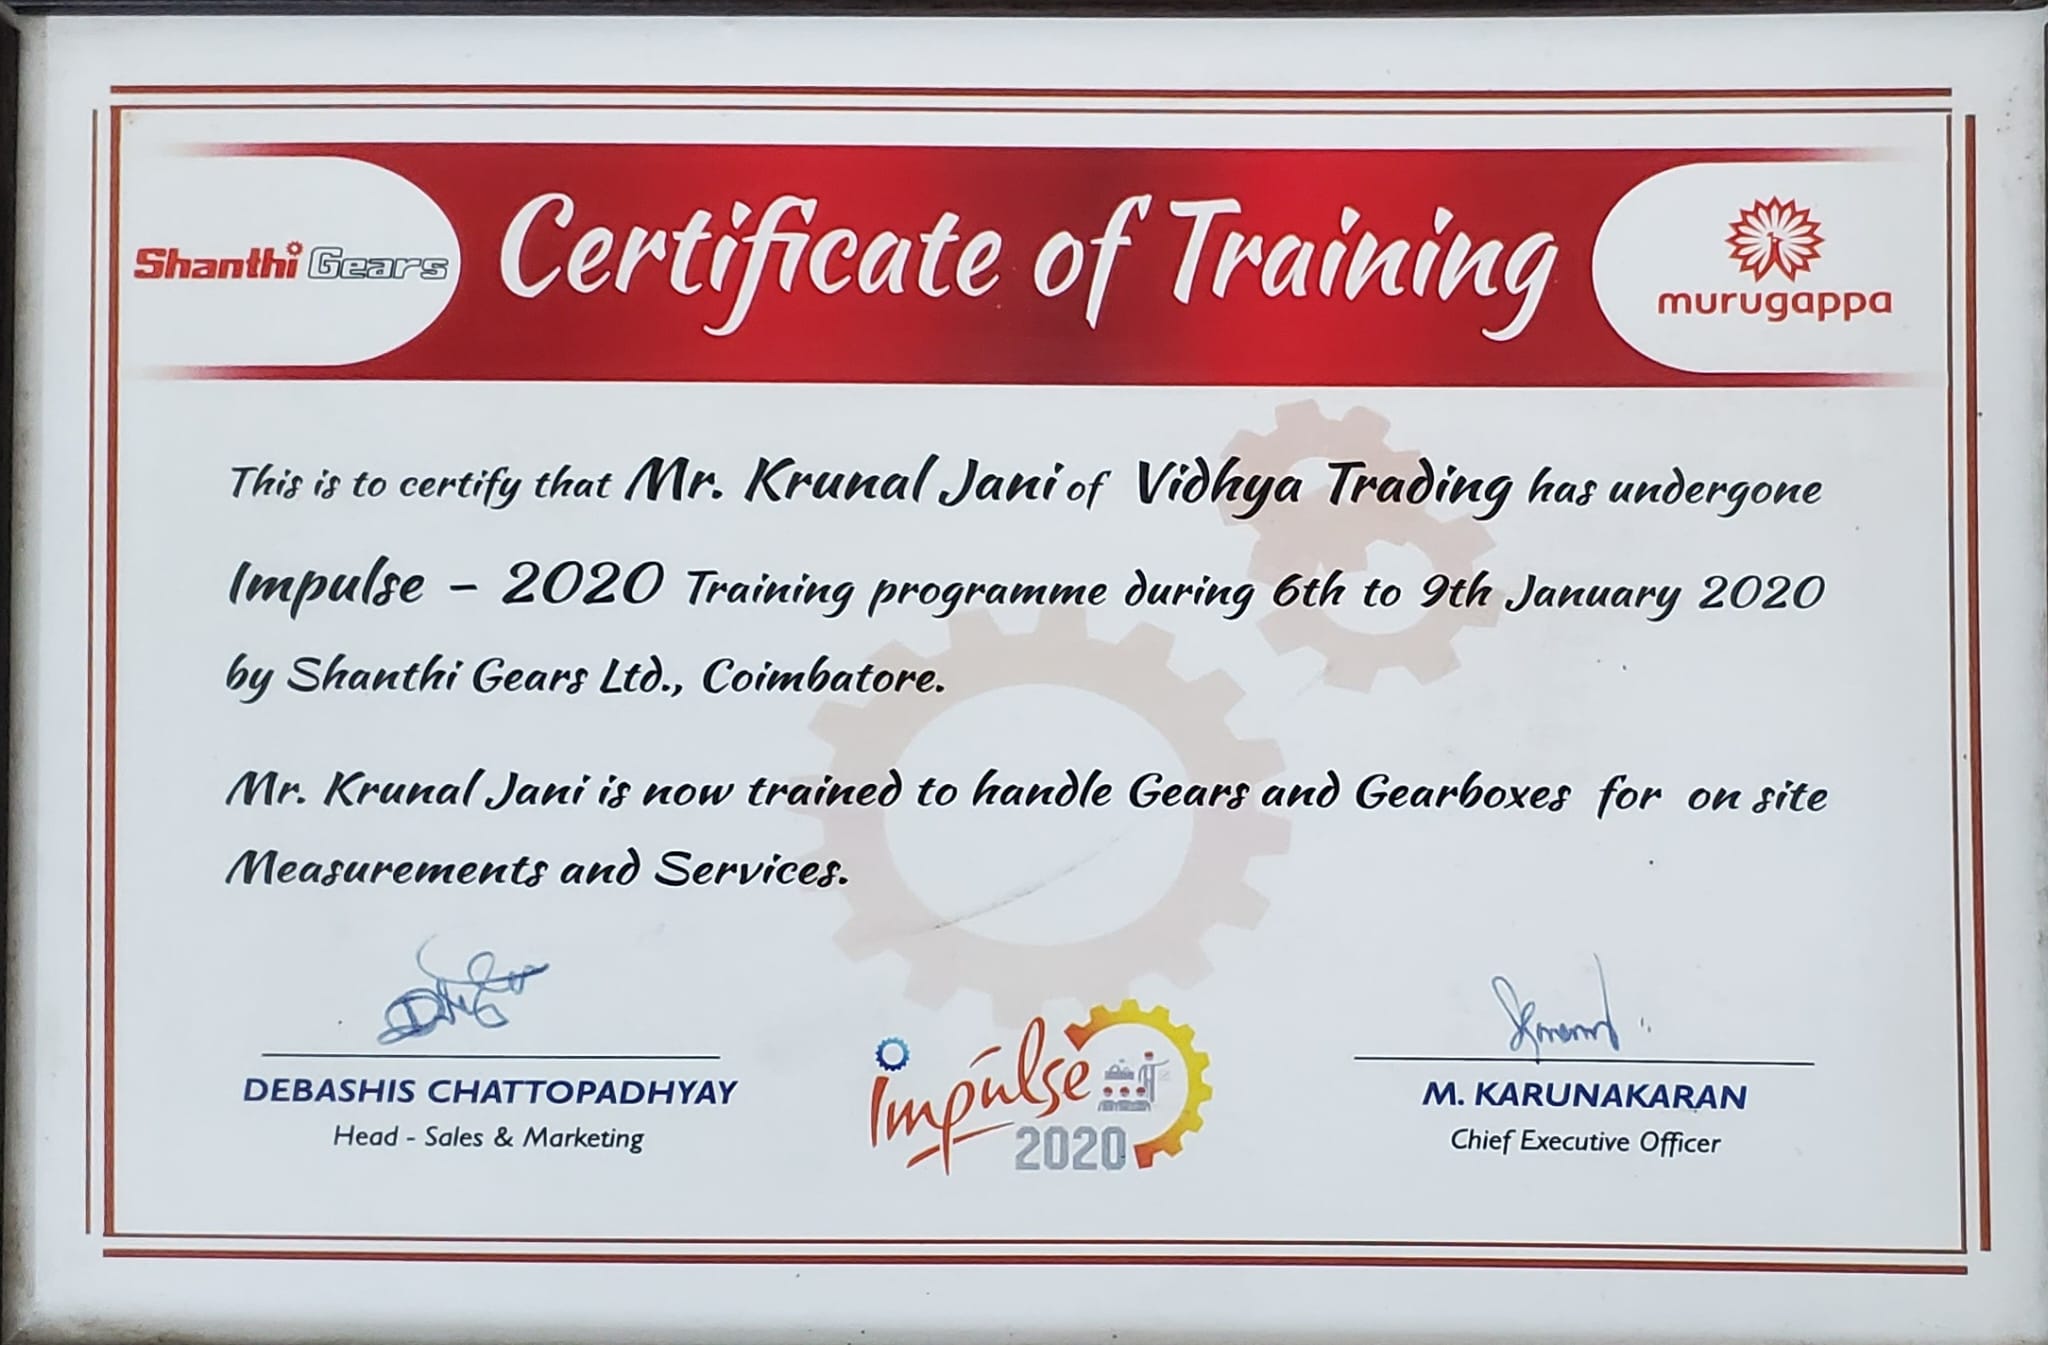 Shanthi Gears
Certificate of Training
murugappa
This is to certify that Mr. Krunal Jani of Vidhya Trading has undergone
Impulse - 2020 Training programme during 6th to 9th January 2020
by Shanthi Gears Ltd., Coimbatore.
Mr. Krunal Jani is now trained to handle Gears and Gearboxes for on site
Measurements and Services.
DEBASHIS CHATTOPADHYAY
Head - Sales & Marketing
impulse
2020
M. KARUNAKARAN
Chief Executive Officer